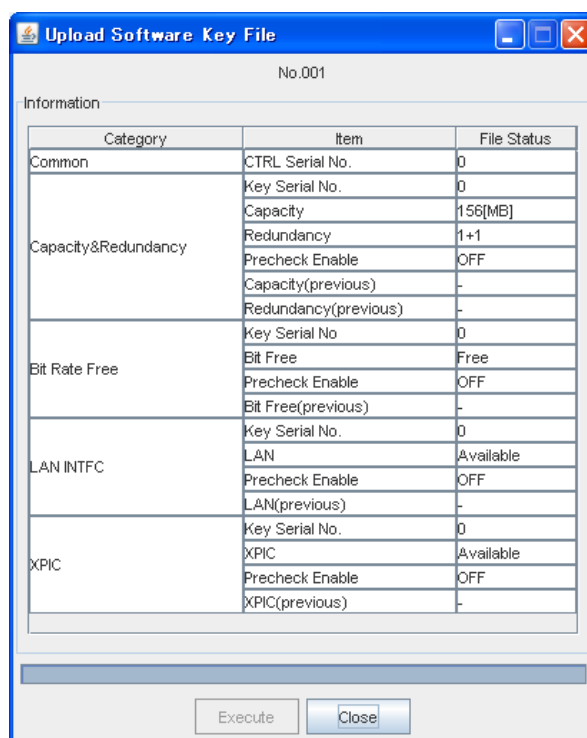 Upload Software Key File
No.001
Information
Category Item File Status
Common CTRL Serial No. 0
Capacity&Redundancy Key Serial No. 0
Capacity 156[MB]
Redundancy 1+1
Precheck Enable OFF
Capacity(previous) -
Redundancy(previous) -
Bit Rate Free Key Serial No 0
Bit Free Free
Precheck Enable OFF
Bit Free(previous) -
LAN INTFC Key Serial No. 0
LAN Available
Precheck Enable OFF
LAN(previous) -
XPIC Key Serial No. 0
XPIC Available
Precheck Enable OFF
XPIC(previous) -
Execute Close